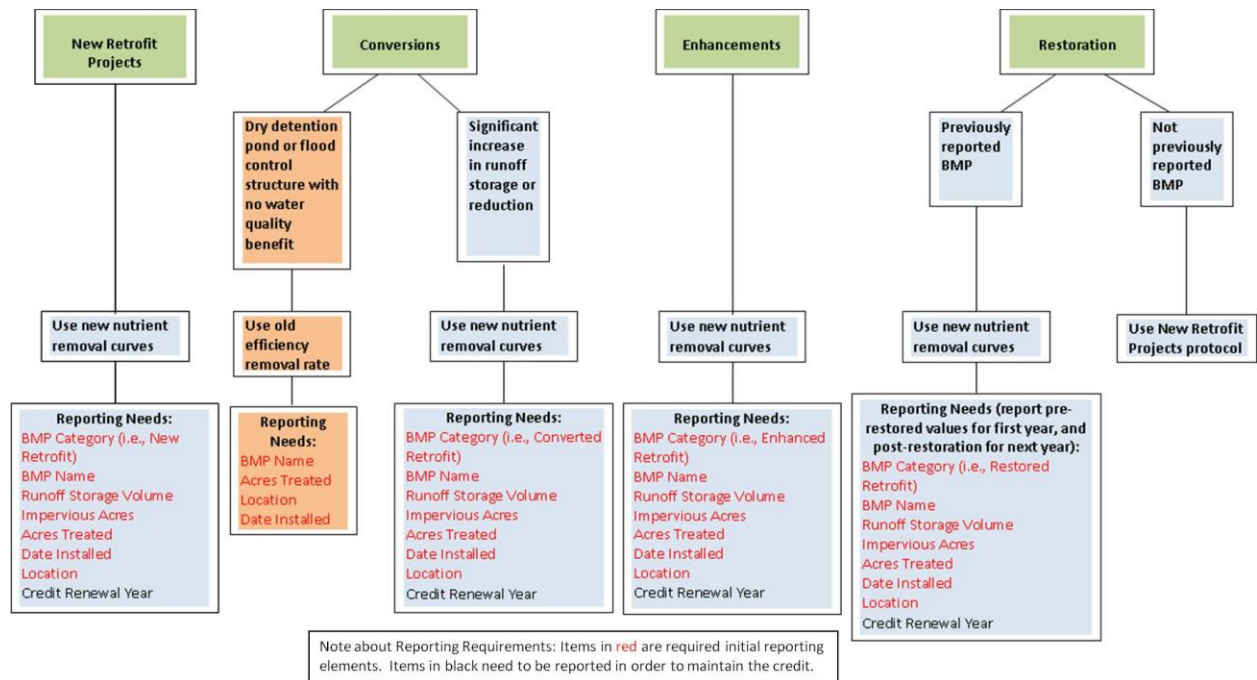 New Retrofit
Projects
Conversions
Enhancements
Restoration
Dry detention
pond or flood
control
structure with
no water
quality
benefit
Significant
increase
in runoff
storage or
reduction
Previously
reported
BMP
Not
previously
reported
BMP
Use new nutrient
removal curves
Use old
efficiency
removal rate
Use new nutrient
removal curves
Use new nutrient
removal curves
Use new nutrient
removal curves
Use New Retrofit
Projects protocol
Reporting Needs:
BMP Category (i.e., New
Retrofit)
BMP Name
Runoff Storage Volume
Impervious Acres
Acres Treated
Date Installed
Location
Credit Renewal Year
Reporting
Needs:
BMP Name
Acres Treated
Location
Date Installed
Reporting Needs:
BMP Category (i.e., Converted
Retrofit)
BMP Name
Runoff Storage Volume
Impervious Acres
Acres Treated
Date Installed
Location
Credit Renewal Year
Reporting Needs:
BMP Category (i.e., Enhanced
Retrofit)
BMP Name
Runoff Storage Volume
Impervious Acres
Acres Treated
Date Installed
Location
Credit Renewal Year
Reporting Needs (report pre-
restored values for first year, and
post-restoration for next year):
BMP Category (i.e., Restored
Retrofit)
BMP Name
Runoff Storage Volume
Impervious Acres
Acres Treated
Date Installed
Location
Credit Renewal Year
Note about Reporting Requirements: Items in red are required initial reporting
elements. Items in black need to be reported in order to maintain the credit.